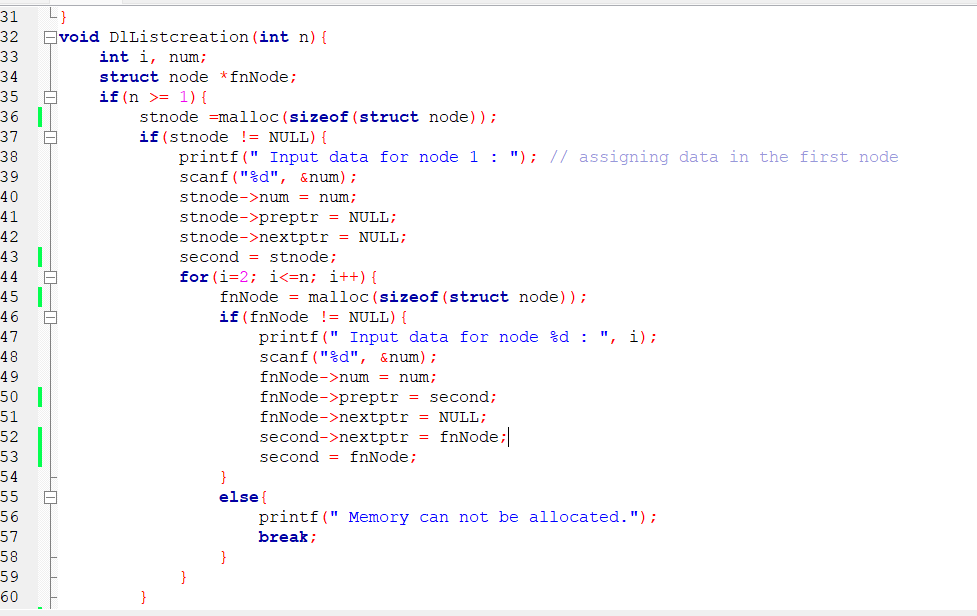 31 }
32 void DlListcreation(int n){
33     int i, num;
34     struct node *fnNode;
35     if(n >= 1){
36         stnode =malloc(sizeof(struct node));
37         if(stnode != NULL){
38             printf(" Input data for node 1 : "); // assigning data in the first node
39             scanf("%d", &num);
40             stnode->num = num;
41             stnode->preptr = NULL;
42             stnode->nextptr = NULL;
43             second = stnode;
44             for(i=2; i<=n; i++){
45                 fnNode = malloc(sizeof(struct node));
46                 if(fnNode != NULL){
47                     printf(" Input data for node %d : ", i);
48                     scanf("%d", &num);
49                     fnNode->num = num;
50                     fnNode->preptr = second;
51                     fnNode->nextptr = NULL;
52                     second->nextptr = fnNode;
53                     second = fnNode;
54                 }
55                 else{
56                     printf(" Memory can not be allocated.");
57                     break;
58                 }
59             }
60         }